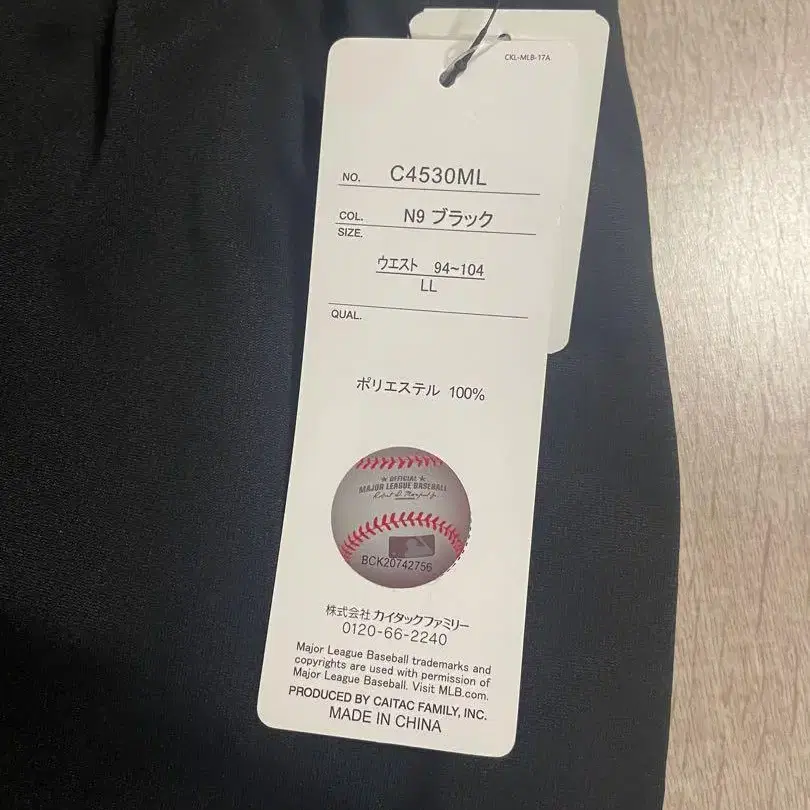 CKL-MLB-17A
NO. C4530ML
COL. N9 ブラック
SIZE.
ウエスト 94~104
LL
QUAL.
ポリエステル 100%
★ OFFICIAL ★
MAJOR LEAGUE BASEBALL
BCK20742756
株式会社 カイタックファミリー
0120-66-2240
Major League Baseball trademarks and
copyrights are used with permission of
Major League Baseball. Visit MLB.com.
PRODUCED BY CAITAC FAMILY, INC.
MADE IN CHINA